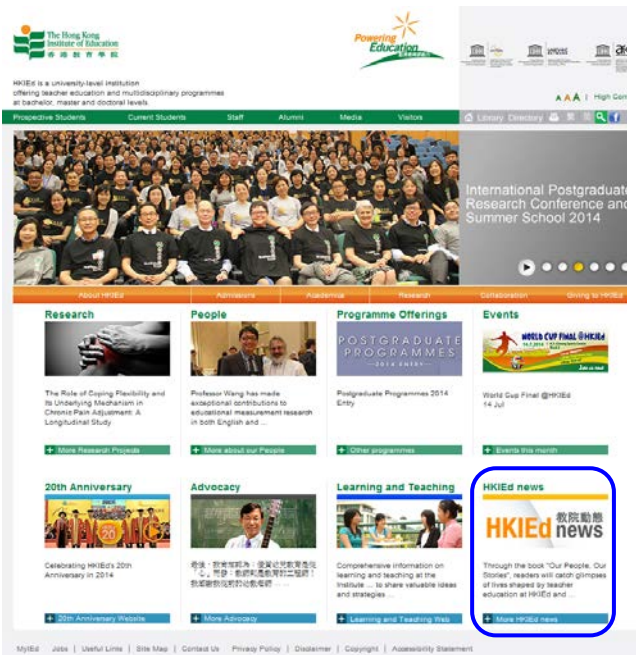 The Hong Kong
Institute of Education
香港教育學院
Powering
Education
HKIEd is a university-level institution
offering teacher education and multidisciplinary programmes
at bachelor, master and doctoral levels.
A A A | High Con
Prospective Students Current Students Staff Alumni Media Visitors Library Directory
International Postgraduate
Research Conference and
Summer School 2014
About HKIEd Admissions Academics Research Collaboration Giving to HKIEd
Research People Programme Offerings Events
POSTGRADUATE
PROGRAMMES
2014 ENTRY
WORLD CUP FINAL @HKIEd
The Role of Coping Flexibility and
Its Underlying Mechanism in
Chronic Pain Adjustment: A
Longitudinal Study
Professor Wang has made
exceptional contributions to
educational measurement research
in both English and ...
Postgraduate Programmes 2014
Entry
World Cup Final @HKIEd
14 Jul
+ More Research Projects
+ More about our People
+ Other programmes
+ Events this month
20th Anniversary Advocacy Learning and Teaching HKIEd news
20
HKIEd 教院動態
news
Celebrating HKIEd's 20th
Anniversary in 2014
Comprehensive information on
learning and teaching at the
Institute ... to share valuable ideas
and strategies ...
Through the book "Our People, Our
Stories", readers will catch glimpses
of lives shaped by teacher
education at HKIEd and ...
+ 20th Anniversary Website
+ More Advocacy
+ Learning and Teaching Web
+ More HKIEd news
MyIEd Jobs | Useful Links | Site Map | Contact Us Privacy Policy | Disclaimer | Copyright | Accessibility Statement